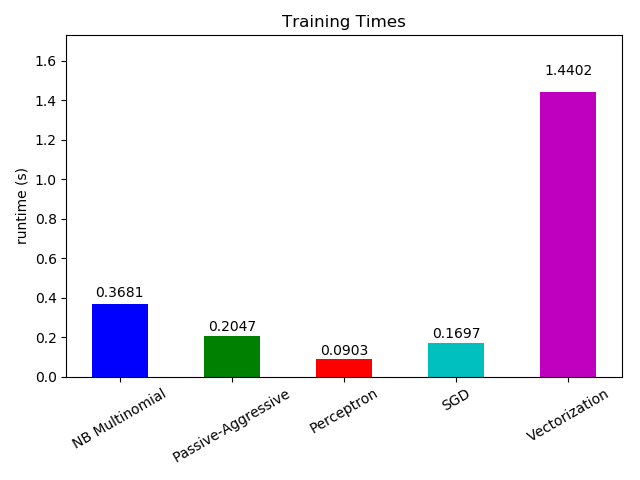 Training Times
runtime (s)
1.6
1.4
1.2
1.0
0.8
0.6
0.4
0.2
0.0
0.3681
0.2047
0.0903
0.1697
1.4402
NB Multinomial
Passive-Aggressive
Perceptron
SGD
Vectorization